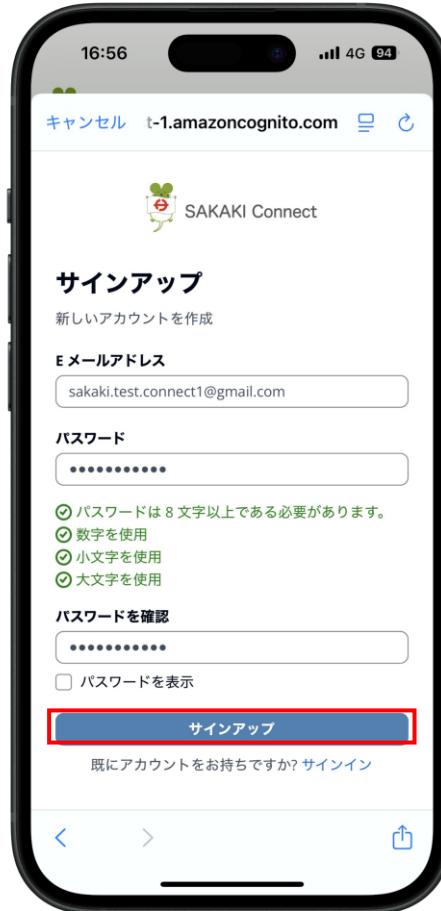 16:56
4G 94
キャンセル
t-1.amazoncognito.com
SAKAKI Connect
サインアップ
新しいアカウントを作成
E メールアドレス
sakaki.test.connect1@gmail.com
パスワード
パスワードは 8 文字以上である必要があります。
数字を使用
小文字を使用
大文字を使用
パスワードを確認
パスワードを表示
サインアップ
既にアカウントをお持ちですか? サインイン